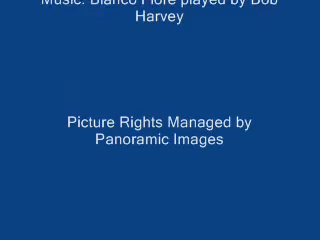 Music: Bianco Fiore played by Bob
Harvey
Picture Rights Managed by
Panoramic Images